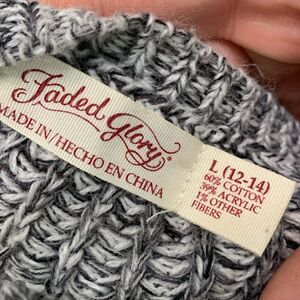 Faded Glory®
MADE IN/HECHO EN CHINA
L (12-14)
60% COTTON
39% ACRYLIC
1% OTHER
FIBERS